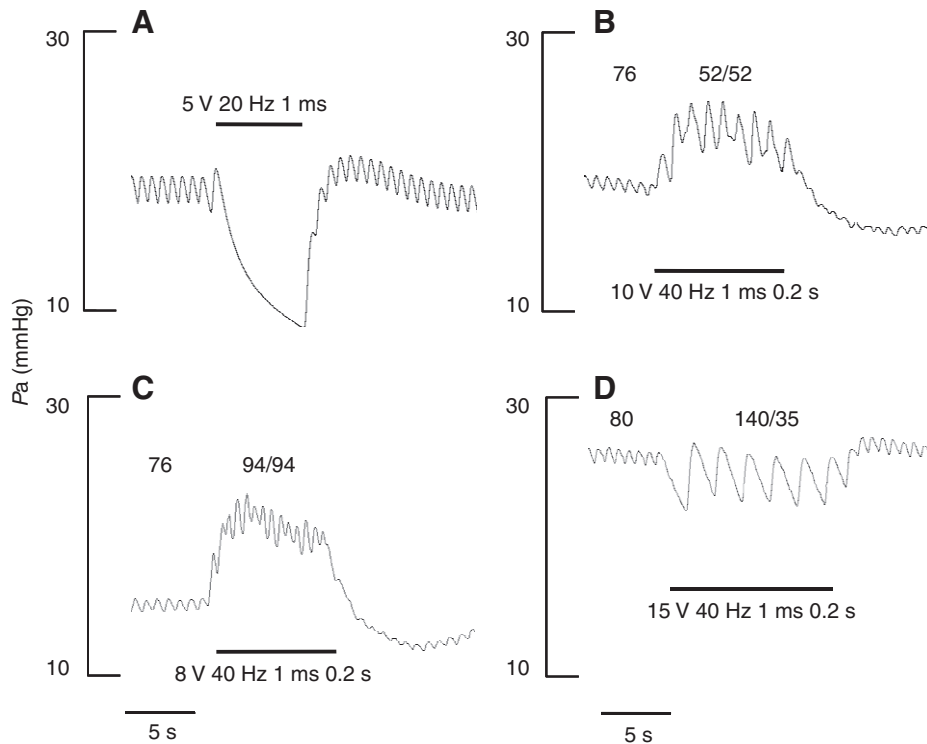 A
30
5 V 20 Hz 1 ms
10
B
30
76 52/52
10
10 V 40 Hz 1 ms 0.2 s
Pa (mmHg)
C
30
76 94/94
10
8 V 40 Hz 1 ms 0.2 s
5 s
D
30
80 140/35
15 V 40 Hz 1 ms 0.2 s
10
5 s